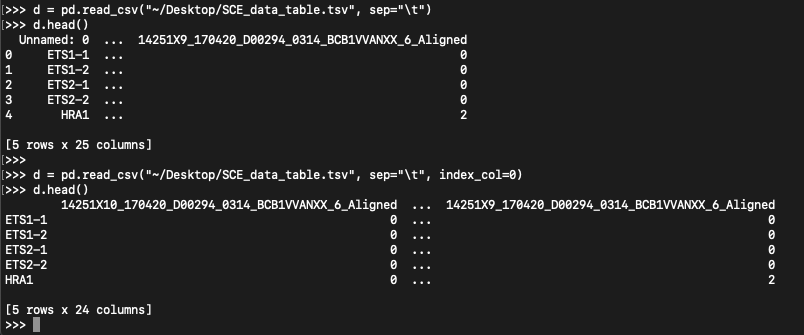 [>>> d = pd.read_csv("~/Desktop/SCE_data_table.tsv", sep="\t")
[>>> d.head()
  Unnamed: 0  ...  14251X9_170420_D00294_0314_BCB1VVANXX_6_Aligned
0     ETS1-1  ...                                                0
1     ETS1-2  ...                                                0
2     ETS2-1  ...                                                0
3     ETS2-2  ...                                                0
4       HRA1  ...                                                2
[5 rows x 25 columns]
[>>>
[>>> d = pd.read_csv("~/Desktop/SCE_data_table.tsv", sep="\t", index_col=0)
[>>> d.head()
        14251X10_170420_D00294_0314_BCB1VVANXX_6_Aligned  ...  14251X9_170420_D00294_0314_BCB1VVANXX_6_Aligned
ETS1-1                                                 0  ...                                                0
ETS1-2                                                 0  ...                                                0
ETS2-1                                                 0  ...                                                0
ETS2-2                                                 0  ...                                                0
HRA1                                                   0  ...                                                2
[5 rows x 24 columns]
>>>